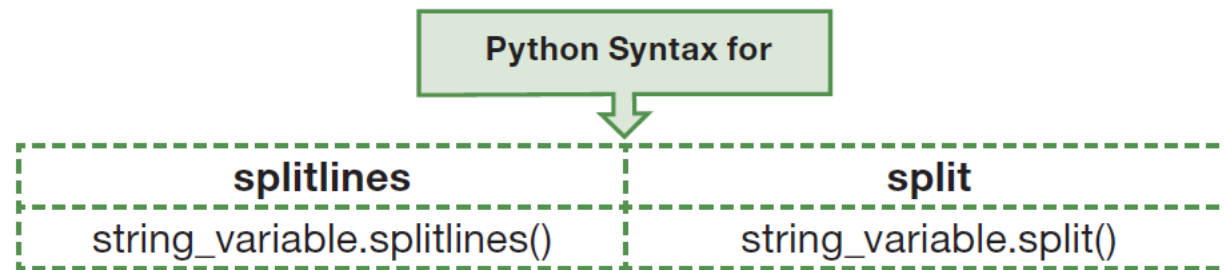 Python Syntax for
splitlines split
string_variable.splitlines() string_variable.split()